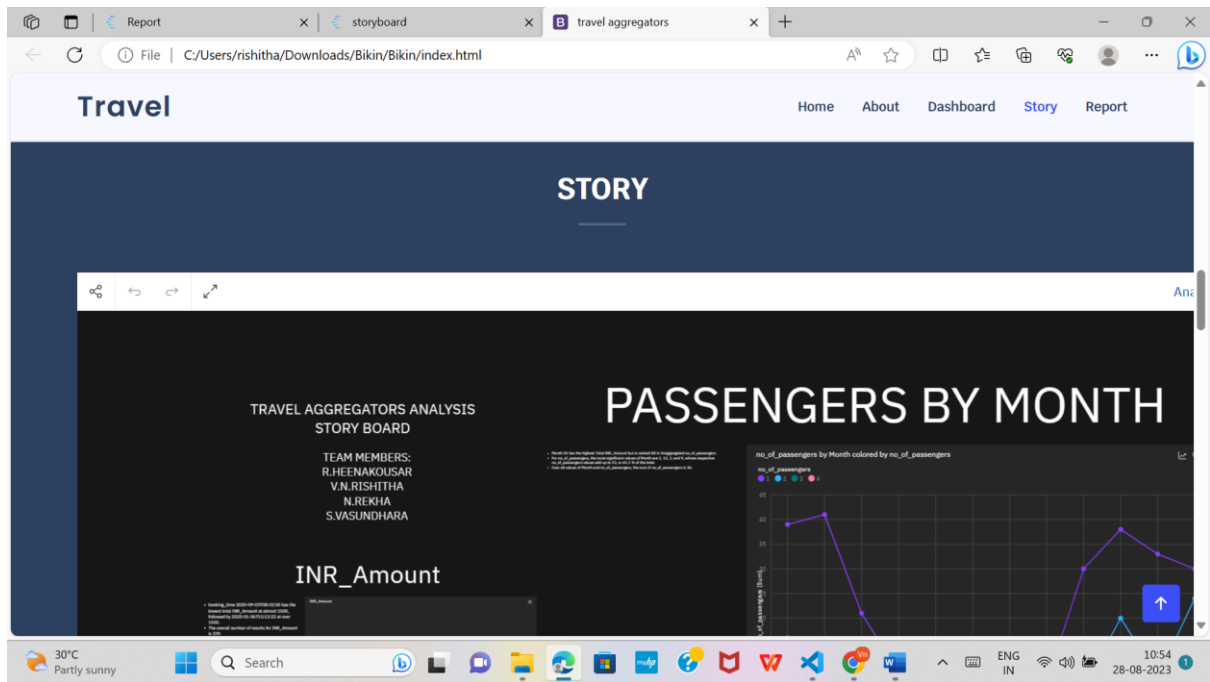 Report
storyboard
travel aggregators
File
C:/Users/rishitha/Downloads/Bikin/Bikin/index.html
Travel
Home
About
Dashboard
Story
Report
STORY
Ana
TRAVEL AGGREGATORS ANALYSIS
STORY BOARD
TEAM MEMBERS:
R.HEENAKOUSAR
V.N.RISHITHA
N.REKHA
S.VASUNDHARA
PASSENGERS BY MONTH
no_of_passengers by Month colored by no_of_passengers
no_of_passengers
1 2 3 4
45
40
35
INR_Amount
INR_Amount
30°C
Partly sunny
Search
ENG
IN
10:54
28-08-2023
1